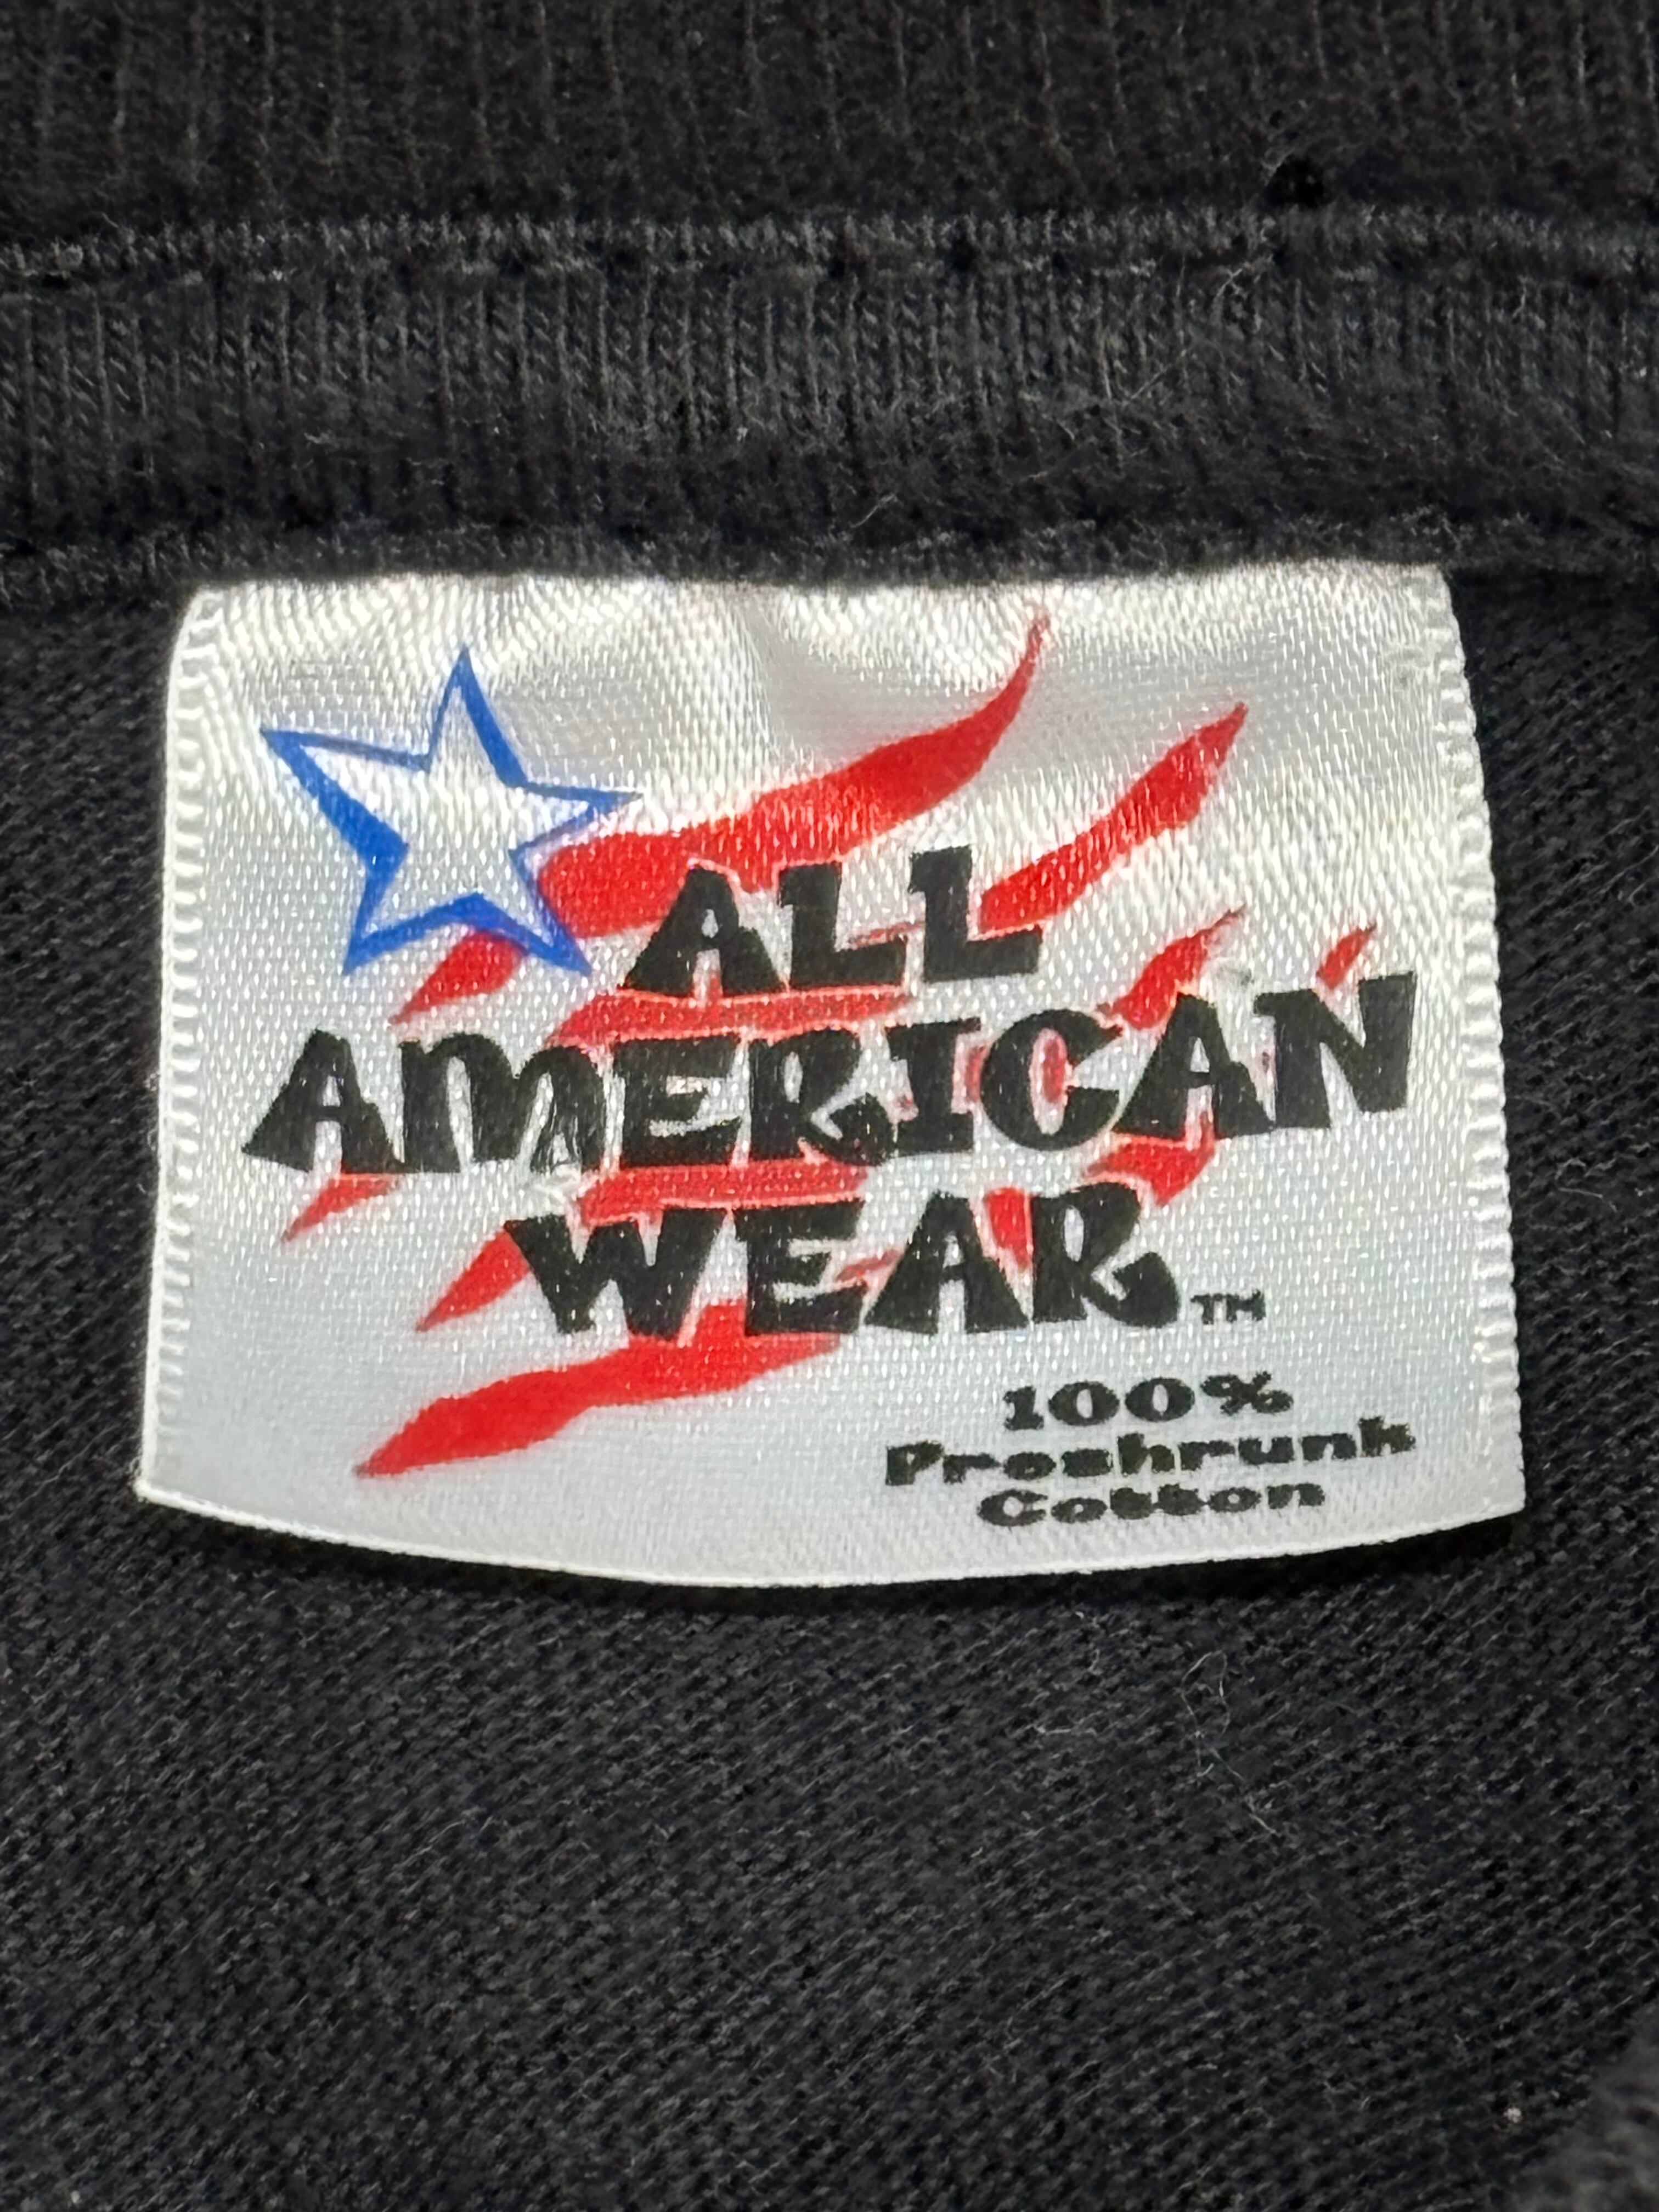 ALL
AMERICAN
WEAR™
100%
Preshrunk
Cotton